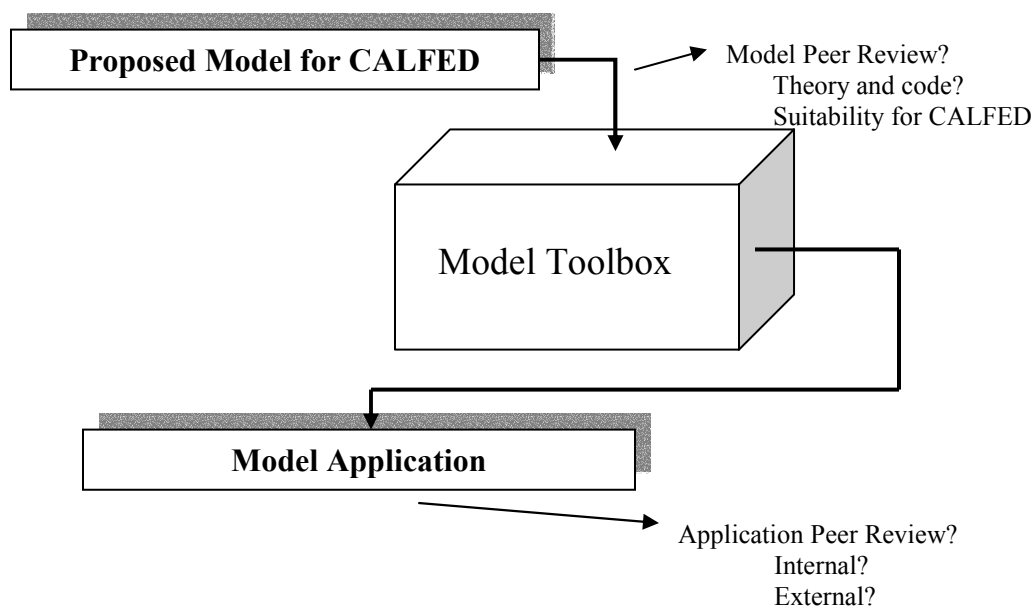 Proposed Model for CALFED
Model Peer Review?
Theory and code?
Suitability for CALFED
Model Toolbox
Model Application
Application Peer Review?
Internal?
External?